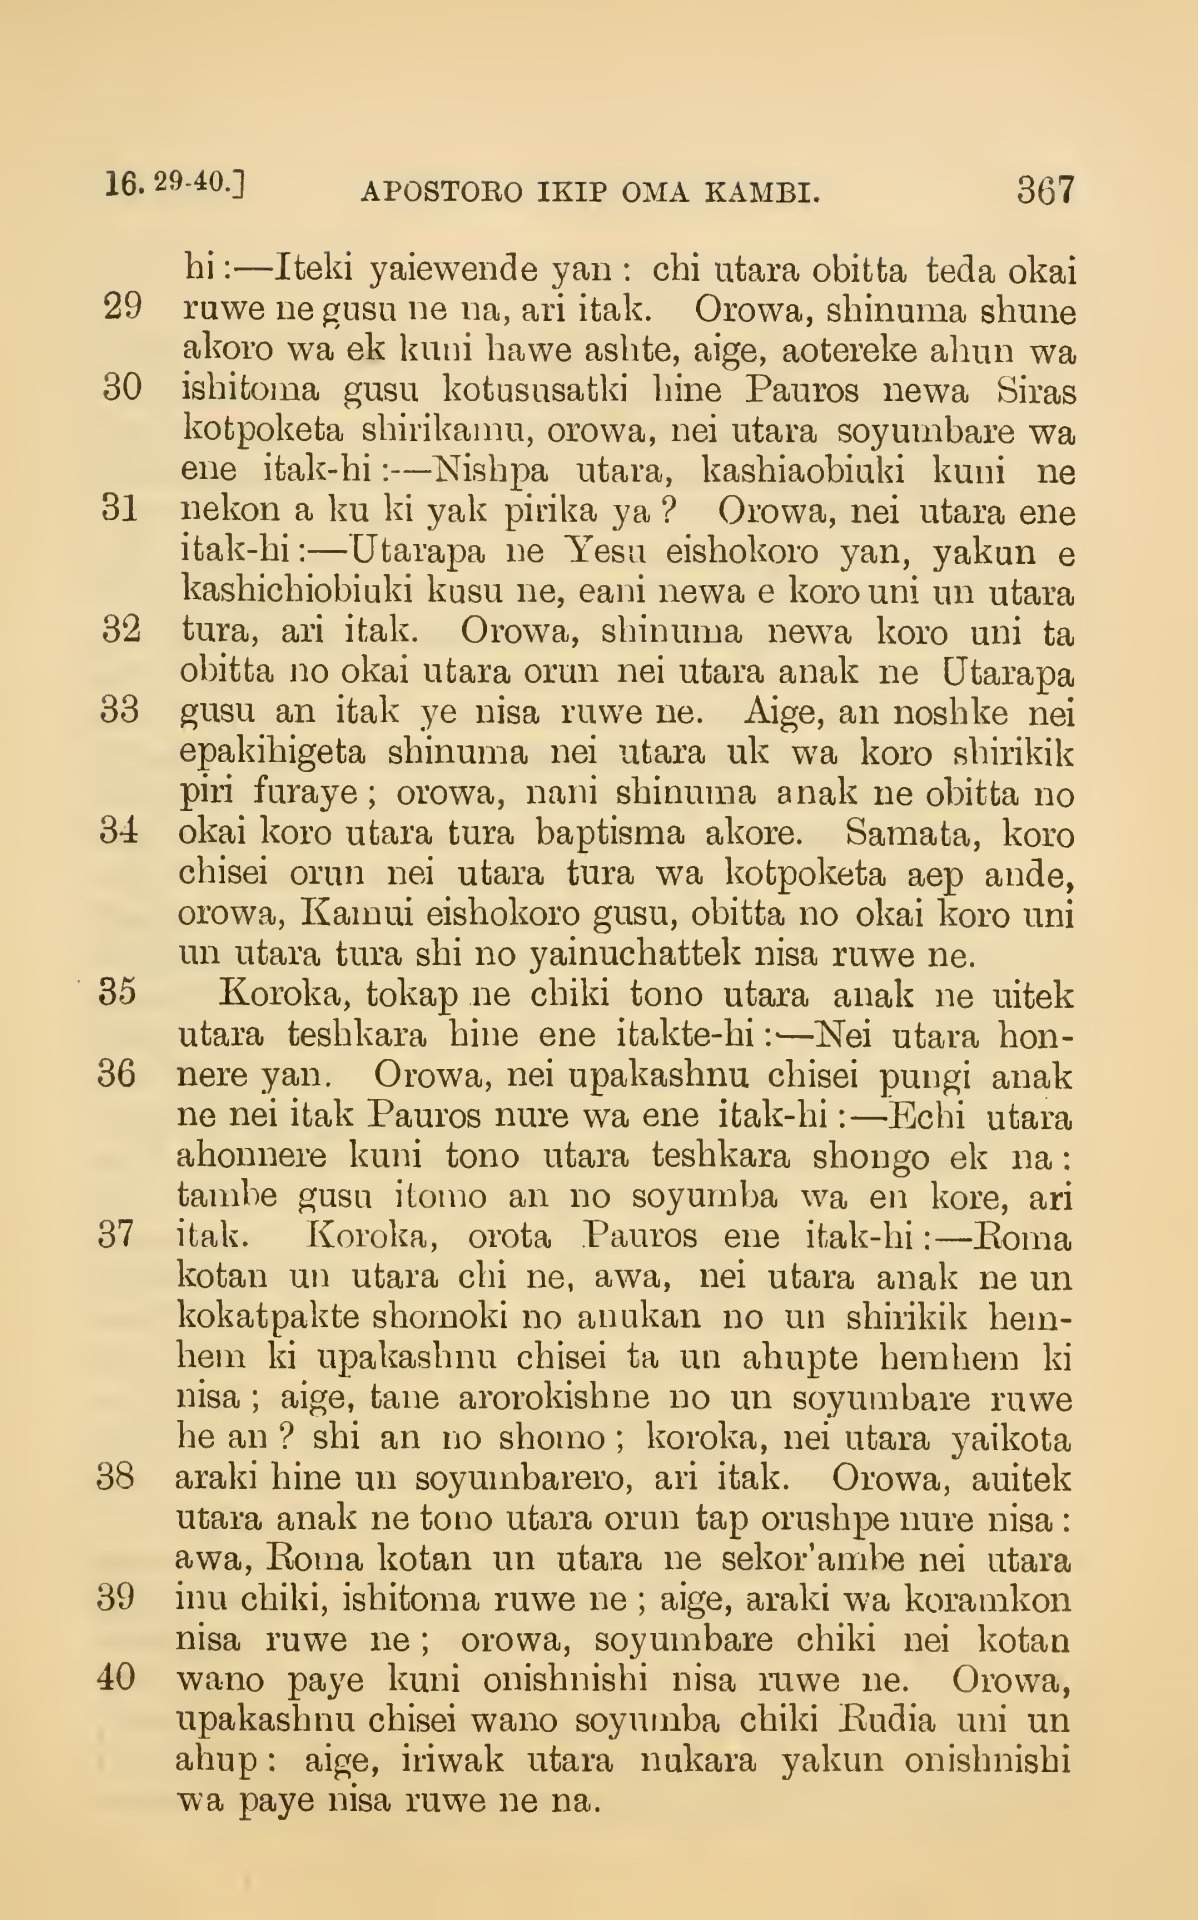 16. 29-40.] APOSTORO IKIP OMA KAMBI. 367
hi :—Iteki yaiewende yan : chi utara obitta teda okai
29 ruwe ne gusu ne na, ari itak. Orowa, shinuma shune
akoro wa ek kuni hawe ashte, aige, aotereke ahun wa
30 ishitoma gusu kotususatki hine Pauros newa Siras
kotpoketa shirikamu, orowa, nei utara soyumbare wa
ene itak-hi :—Nishpa utara, kashiaobiuki kuni ne
31 nekon a ku ki yak pirika ya ? Orowa, nei utara ene
itak-hi :—Utarapa ne Yesu eishokoro yan, yakun e
kashichiobiuki kusu ne, eani newa e koro uni un utara
32 tura, ari itak. Orowa, shinuma newa koro uni ta
obitta no okai utara orun nei utara anak ne Utarapa
33 gusu an itak ye nisa ruwe ne. Aige, an noshke nei
epakihigeta shinuma nei utara uk wa koro shirikik
piri furaye ; orowa, nani shinuma anak ne obitta no
34 okai koro utara tura baptisma akore. Samata, koro
chisei orun nei utara tura wa kotpoketa aep ande,
orowa, Kamui eishokoro gusu, obitta no okai koro uni
un utara tura shi no yainuchattek nisa ruwe ne.
35 Koroka, tokap ne chiki tono utara anak ne uitek
utara teshkara hine ene itakte-hi :—Nei utara hon-
36 nere yan. Orowa, nei upakashnu chisei pungi anak
ne nei itak Pauros nure wa ene itak-hi :—Echi utara
ahonnere kuni tono utara teshkara shongo ek na :
tambe gusu itomo an no soyumba wa en kore, ari
37 itak. Koroka, orota Pauros ene itak-hi :—Roma
kotan un utara chi ne, awa, nei utara anak ne un
kokatpakte shomoki no anukan no un shirikik hem-
hem ki upakashnu chisei ta un ahupte hemhem ki
nisa ; aige, tane arorokishne no un soyumbare ruwe
he an ? shi an no shomo ; koroka, nei utara yaikota
38 araki hine un soyumbarero, ari itak. Orowa, auitek
utara anak ne tono utara orun tap orushpe nure nisa :
awa, Roma kotan un utara ne sekor'ambe nei utara
39 inu chiki, ishitoma ruwe ne ; aige, araki wa koramkon
nisa ruwe ne ; orowa, soyumbare chiki nei kotan
40 wano paye kuni onishnishi nisa ruwe ne. Orowa,
upakashnu chisei wano soyumba chiki Rudia uni un
ahup : aige, iriwak utara nukara yakun onishnishi
wa paye nisa ruwe ne na.